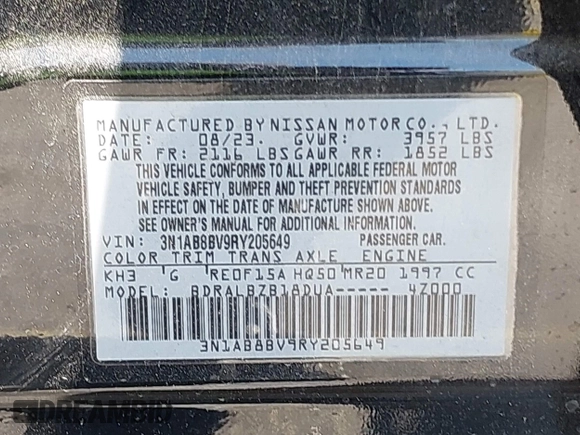 MANUFACTURED BY NISSAN MOTOR CO., LTD.
DATE: 08/23. GVWR: 3957 LBS
GAWR FR: 2116 LBS GAWR RR: 1852 LBS
THIS VEHICLE CONFORMS TO ALL APPLICABLE FEDERAL MOTOR
VEHICLE SAFETY, BUMPER AND THEFT PREVENTION STANDARDS
IN EFFECT ON THE DATE OF MANUFACTURE SHOWN ABOVE.
SEE OWNER'S MANUAL FOR ADDITIONAL INFORMATION.
VIN: 3N1AB8BV9RY205649 PASSENGER CAR.
COLOR TRIM TRANS AXLE ENGINE
KH3 G RE0F15A HQ50 MR20 1997 CC
MODEL: BDRALBZB18DUA----- 4Z000
3N1AB8BV9RY205649
DREAMBID